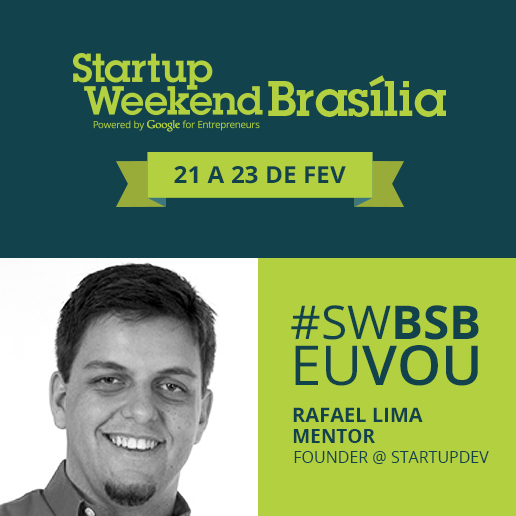 Startup
Weekend Brasília
Powered by Google for Entrepreneurs
21 A 23 DE FEV
#SWBSB
EUVOU
RAFAEL LIMA
MENTOR
FOUNDER @ STARTUPDEV